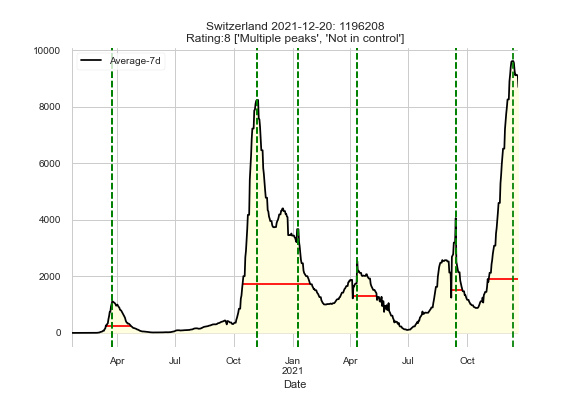 Switzerland 2021-12-20: 1196208
Rating:8 ['Multiple peaks', 'Not in control']
Average-7d
10000
8000
6000
4000
2000
0
Apr
Jul
Oct
Jan
2021
Apr
Jul
Oct
Date